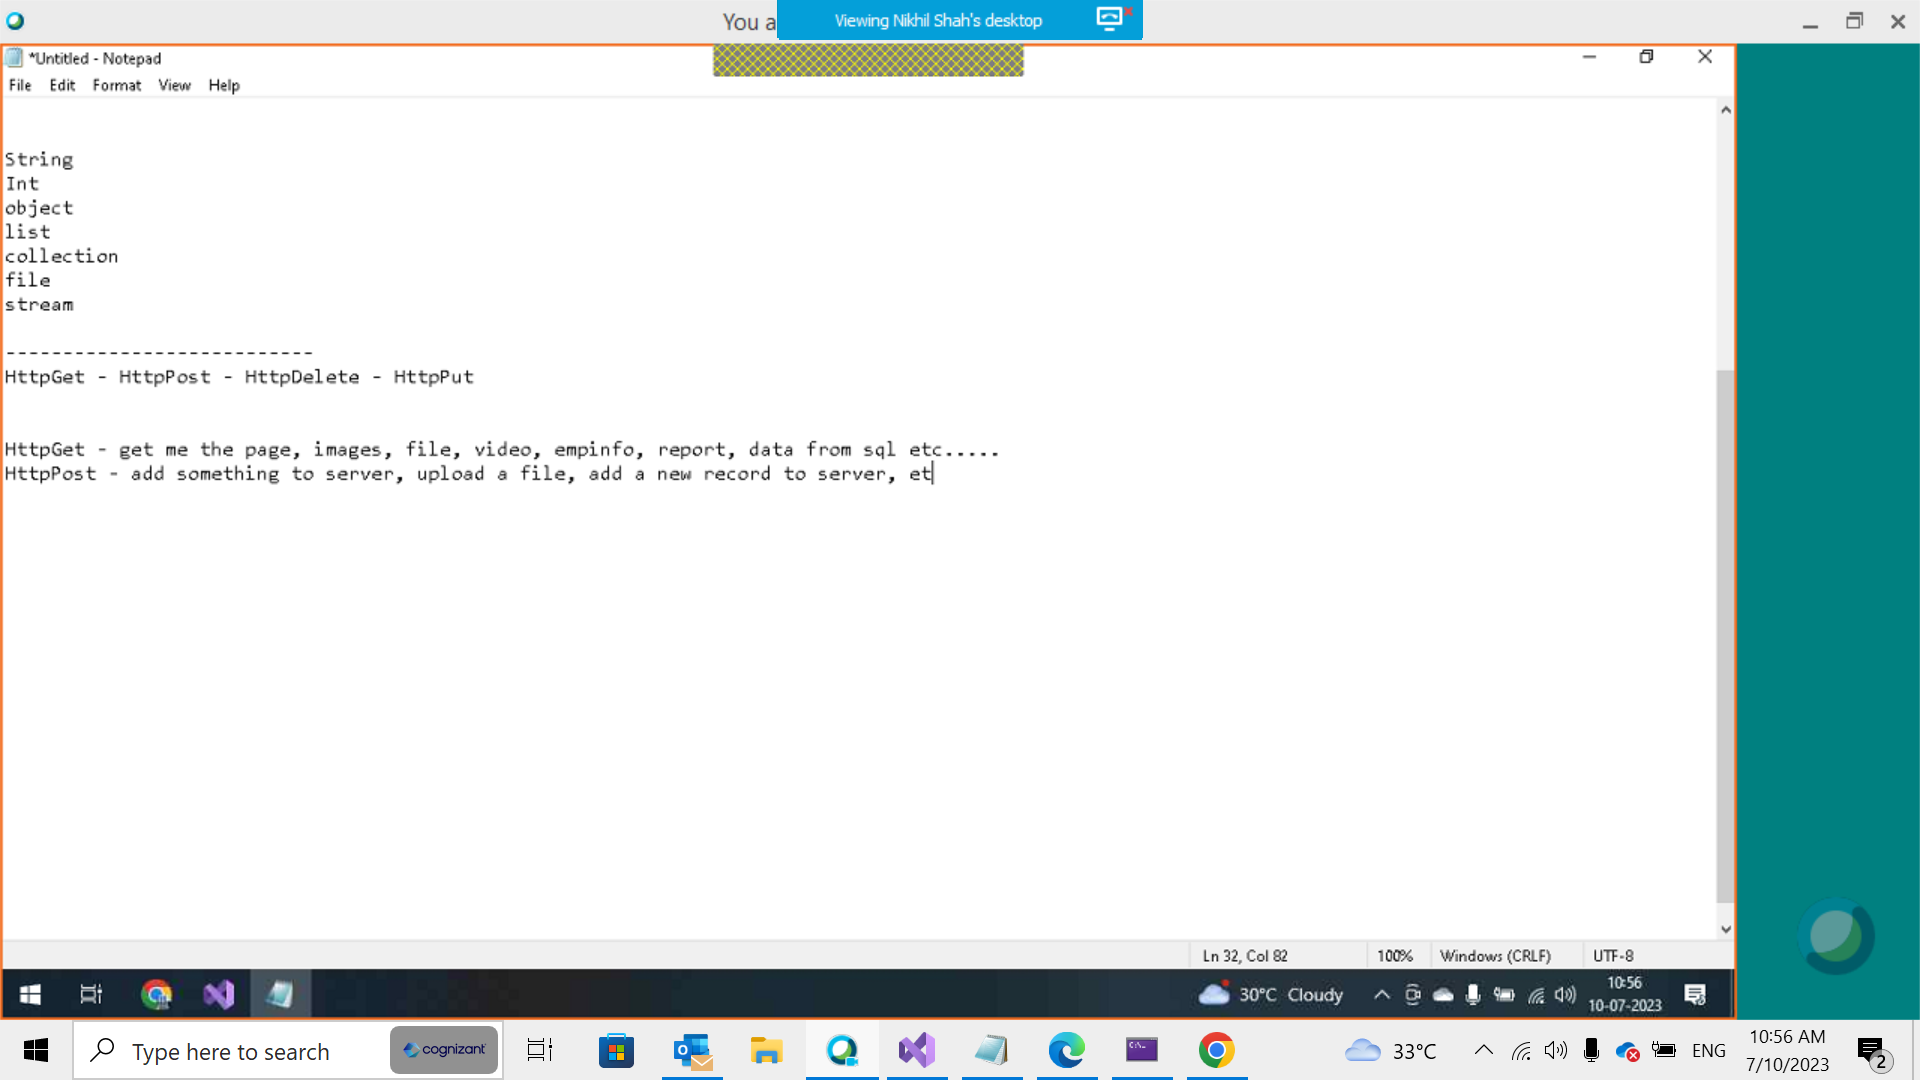 You a
Viewing Nikhil Shah's desktop
*Untitled - Notepad
File Edit Format View Help
String
Int
object
list
collection
file
stream
---------------------------
HttpGet - HttpPost - HttpDelete - HttpPut
HttpGet - get me the page, images, file, video, empinfo, report, data from sql etc.....
HttpPost - add something to server, upload a file, add a new record to server, et
Ln 32, Col 82 100% Windows (CRLF) UTF-8
30°C Cloudy
10:56
10-07-2023
Type here to search
cognizant
33°C
ENG
10:56 AM
7/10/2023
2